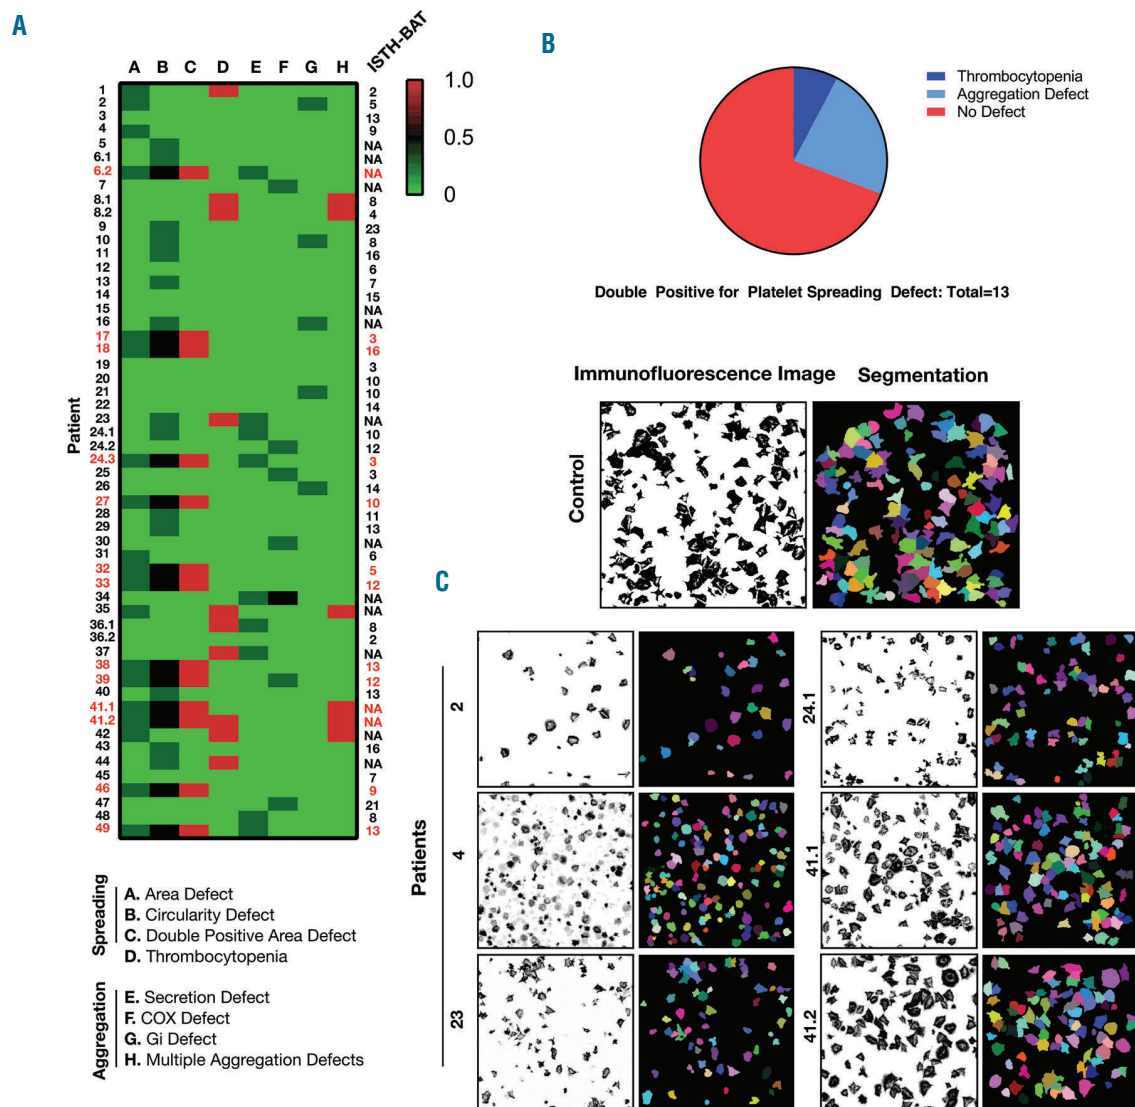 A
A B C D E F G H ISTH-BAT
Patient
1 2
2 5
3 13
4 9
5 NA
6.1 NA
6.2 NA
7 NA
8.1 8
8.2 4
9 23
10 8
11 16
12 6
13 7
14 15
15 NA
16 NA
17 3
18 16
19 3
20 10
21 10
22 14
23 NA
24.1 10
24.2 12
24.3 3
25 3
26 14
27 10
28 11
29 13
30 NA
31 6
32 5
33 12
34 NA
35 NA
36.1 8
36.2 2
37 NA
38 13
39 12
40 13
41.1 NA
41.2 NA
42 NA
43 16
44 NA
45 7
46 9
47 21
48 8
49 13
1.0
0.5
0
Spreading
A. Area Defect
B. Circularity Defect
C. Double Positive Area Defect
D. Thrombocytopenia
Aggregation
E. Secretion Defect
F. COX Defect
G. Gi Defect
H. Multiple Aggregation Defects
B
Thrombocytopenia
Aggregation Defect
No Defect
Double Positive for Platelet Spreading Defect: Total=13
C
Immunofluorescence Image Segmentation
Control
Patients
2
24.1
4
41.1
23
41.2